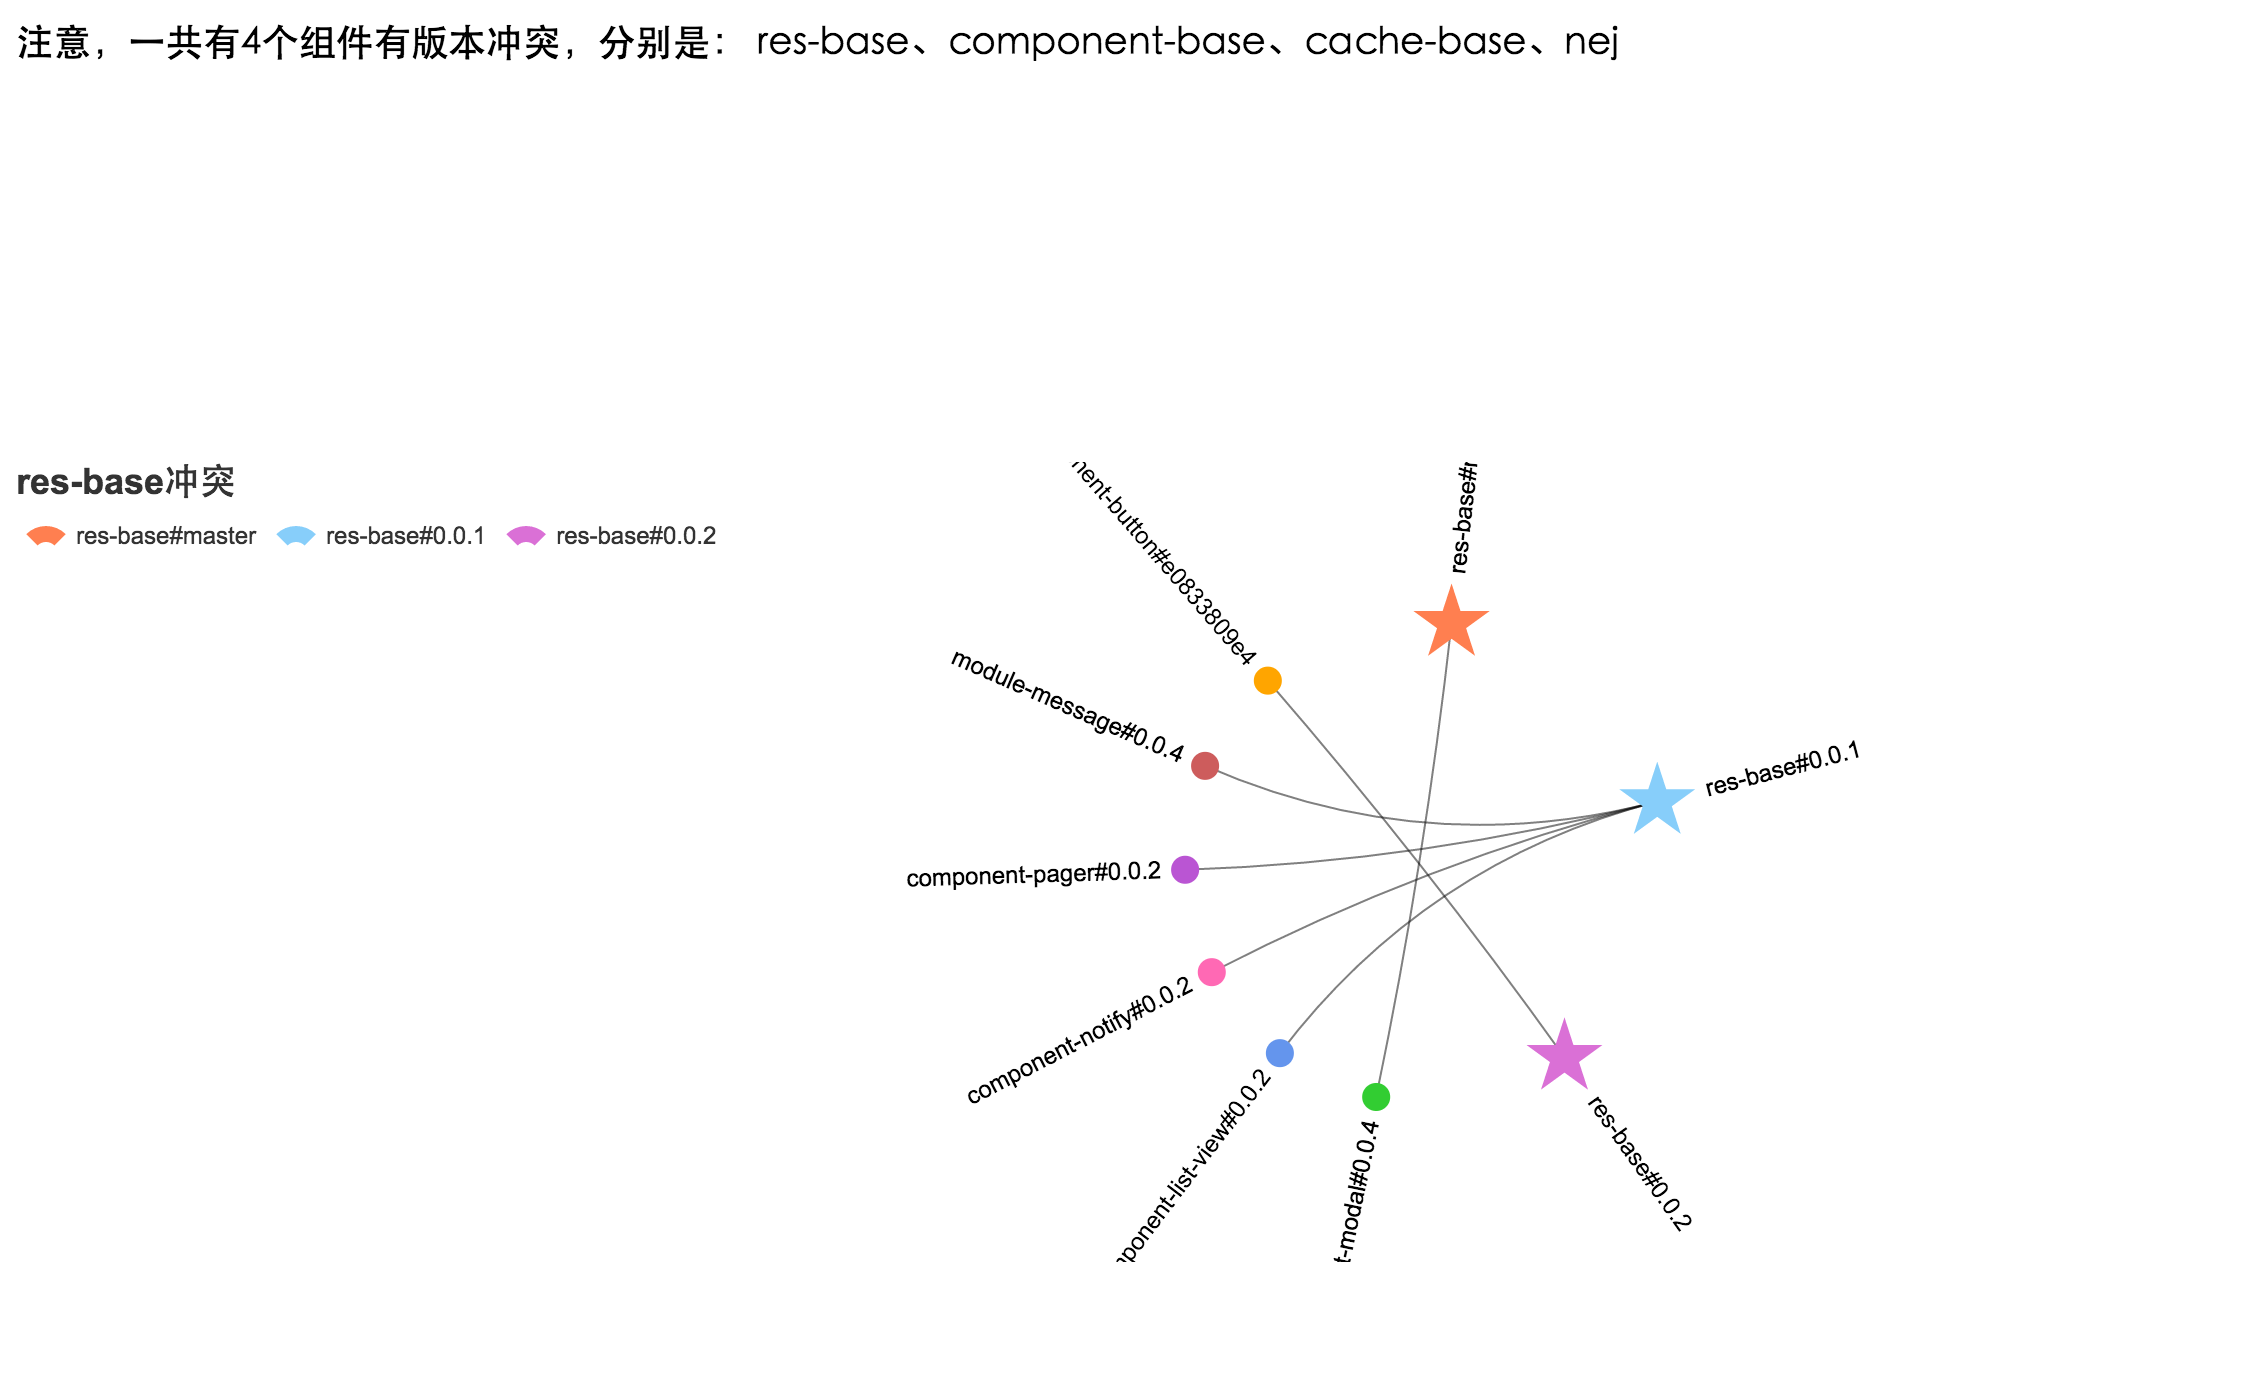 注意，一共有4个组件有版本冲突，分别是： res-base、component-base、cache-base、nej
res-base冲突
res-base#master res-base#0.0.1 res-base#0.0.2
nent-button#e0833809e4
res-base#
module-message#0.0.4
res-base#0.0.1
component-pager#0.0.2
component-notify#0.0.2
ponent-list-view#0.0.2
t-modal#0.0.4
res-base#0.0.2